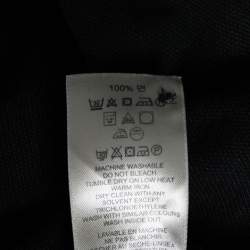 100%
MACHINE WASHABLE
DO NOT BLEACH
TUMBLE DRY ON LOW HEAT
WARM IRON
DRY CLEAN IN ANY
SOLVENT EXCEPT
TRICHLOROETHYLENE
WASH WITH SIMILAR COLOURS
WASH INSIDE OUT
LAVABLE EN MACHINE
NE PAS BLANCHIR